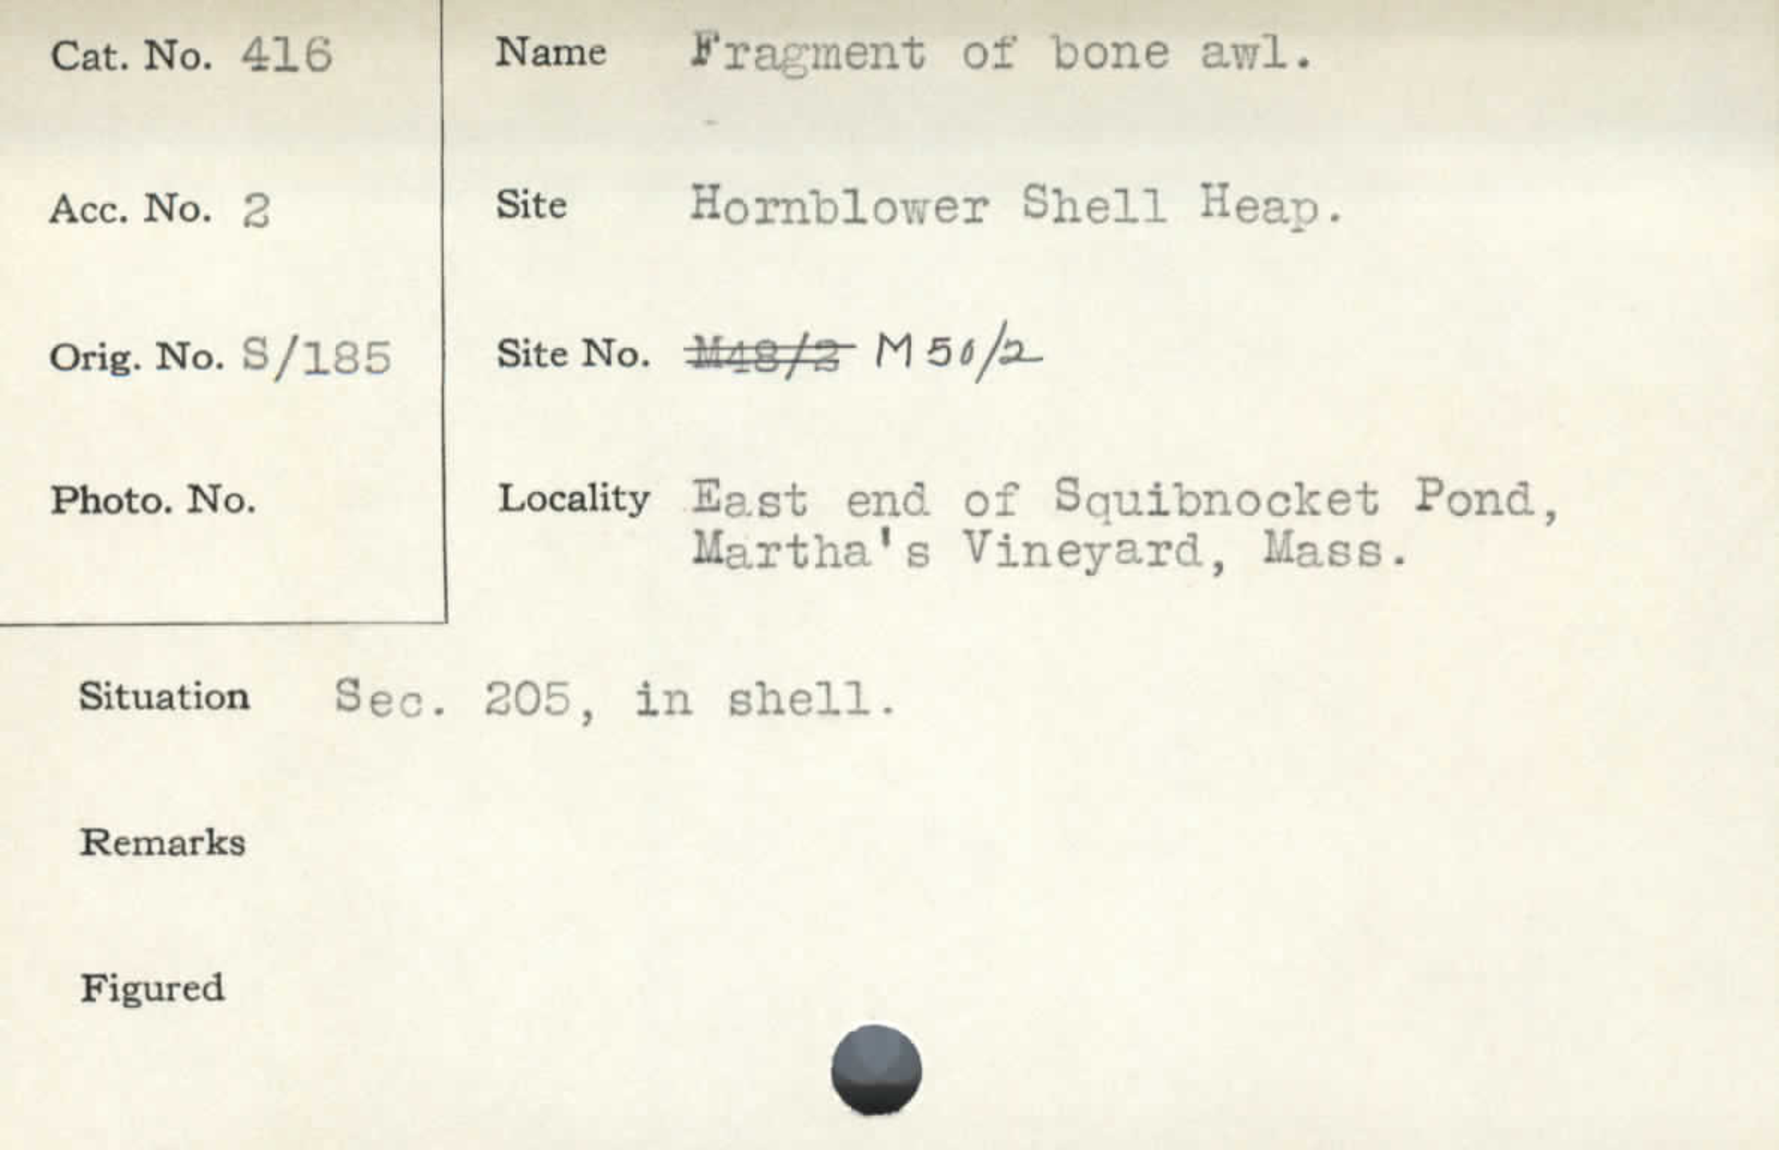 Cat. No. 416
Name Fragment of bone awl.
Acc. No. 2
Site Hornblower Shell Heap.
Orig. No. S/185
Site No. M48/2 M50/2
Photo. No.
Locality East end of Squibnocket Pond,
Martha's Vineyard, Mass.
Situation Sec. 205, in shell.
Remarks
Figured